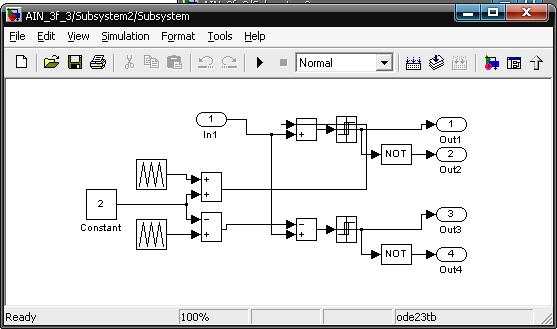 AIN_3f_3/Subsystem2/Subsystem
File Edit View Simulation Format Tools Help
Normal
1
In1
+
+
1
Out1
NOT
2
Out2
+
+
2
Constant
−
+
−
+
3
Out3
NOT
4
Out4
Ready 100% ode23tb